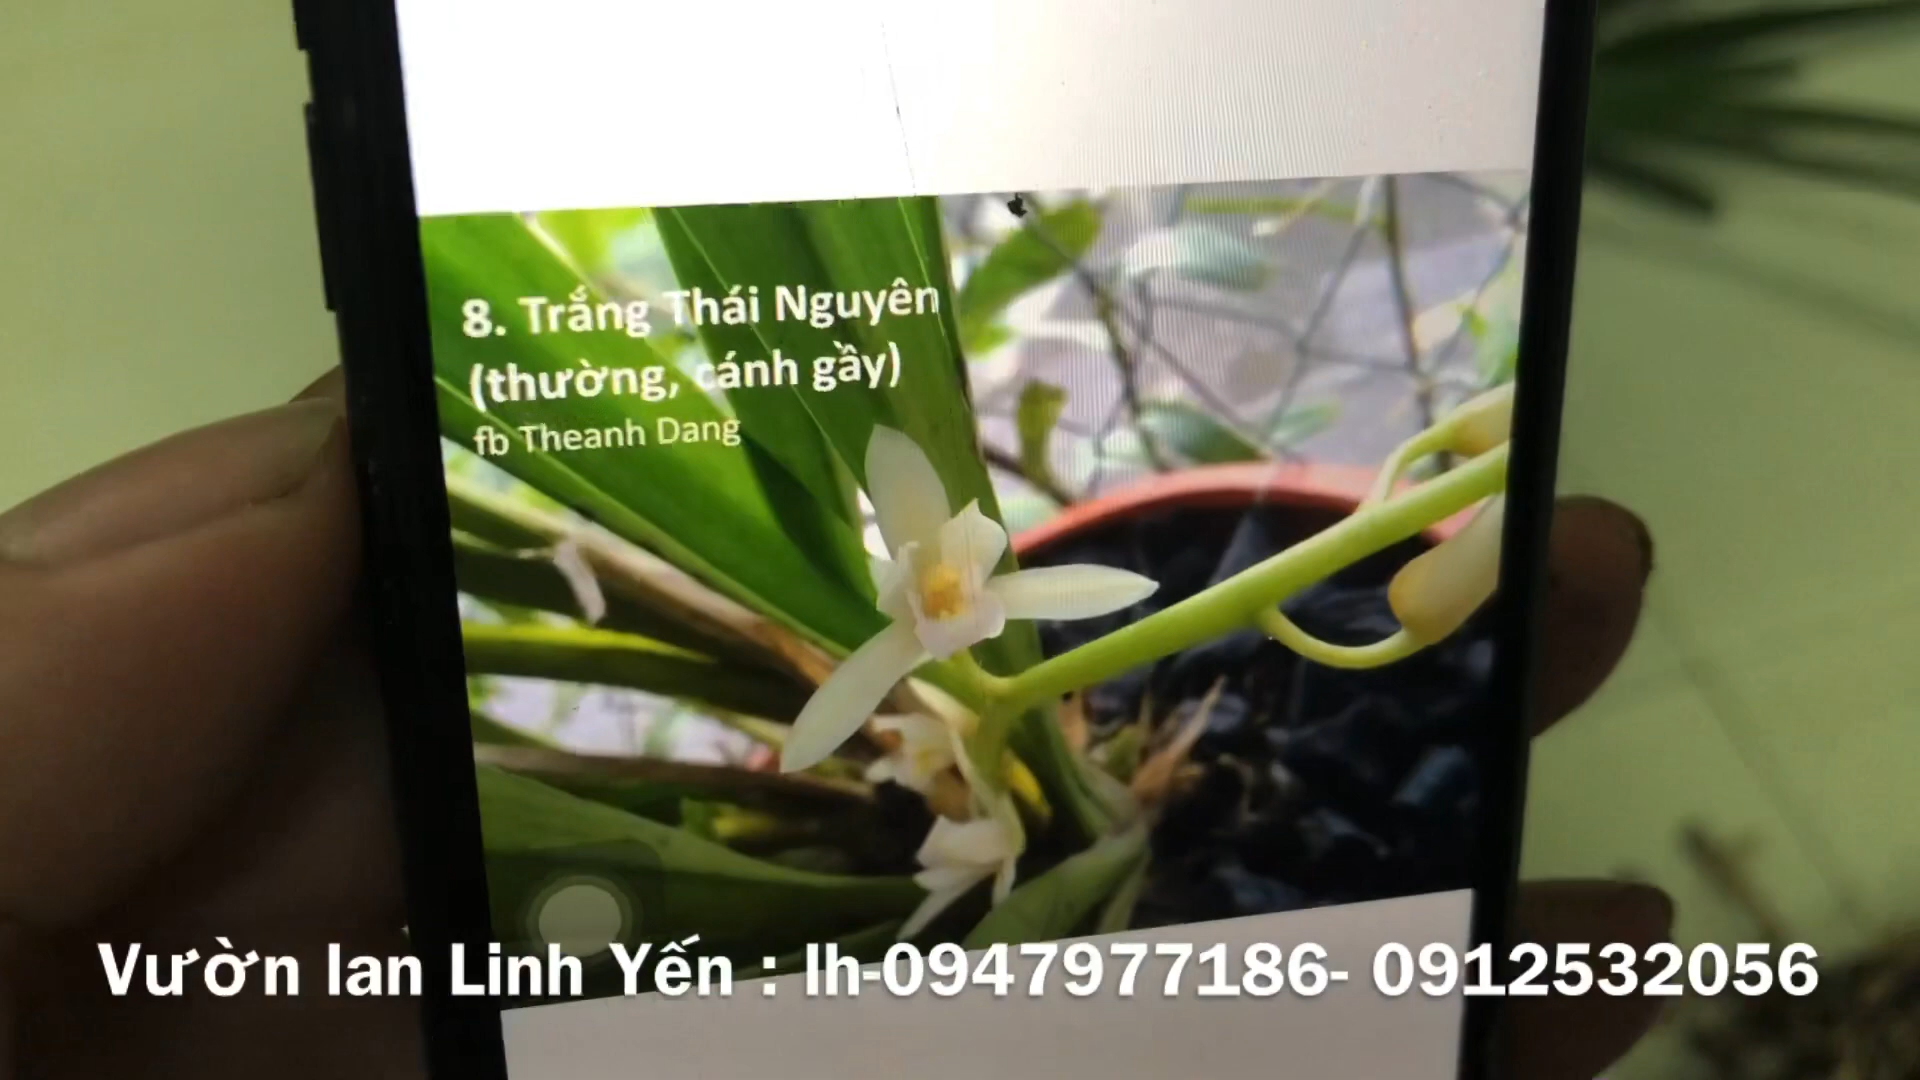 8. Trắng Thái Nguyên
(thường, cánh gầy)
fb Theanh Dang
Vườn lan Linh Yến : lh-0947977186- 0912532056